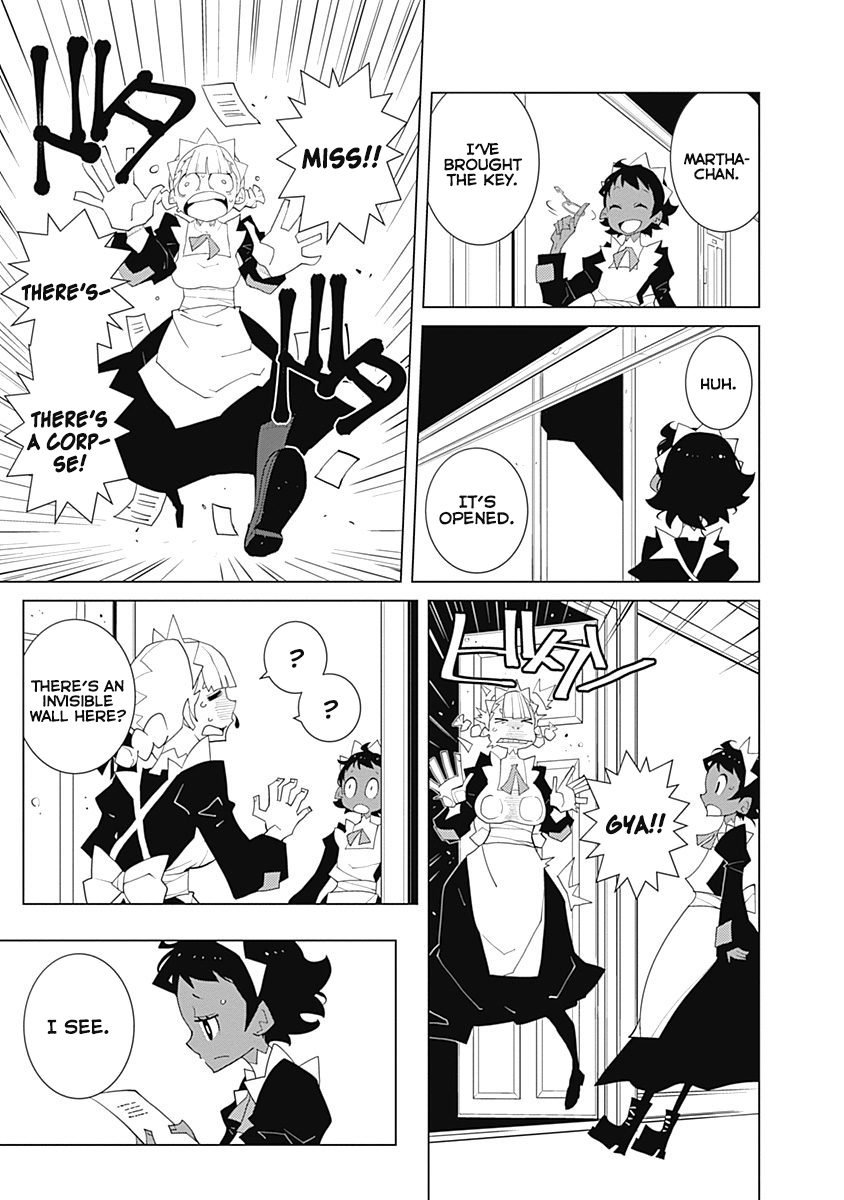 MARTHA-
CHAN.
I'VE
BROUGHT
THE KEY.
HUH.
IT'S
OPENED.
MISS!!
THERE'S-
THERE'S
A CORP-
SE!
GYA!!
?
?
THERE'S AN
INVISIBLE
WALL HERE?
I SEE.